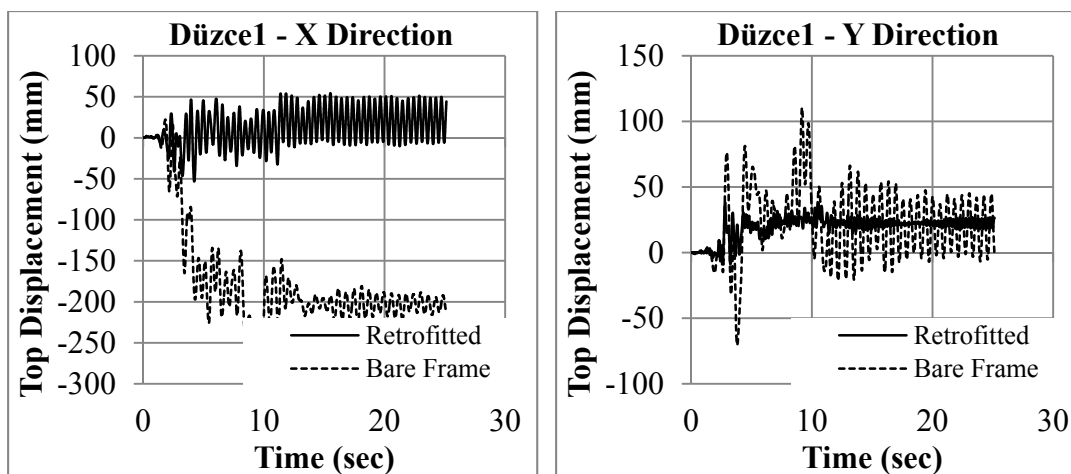 Düzce1 - X Direction
Top Displacement (mm)
100
50
0
-50
-100
-150
-200
-250
-300
Retrofitted
Bare Frame
0 10 20 30
Time (sec)
Düzce1 - Y Direction
Top Displacement (mm)
150
100
50
0
-50
-100
Retrofitted
Bare Frame
0 10 20 30
Time (sec)